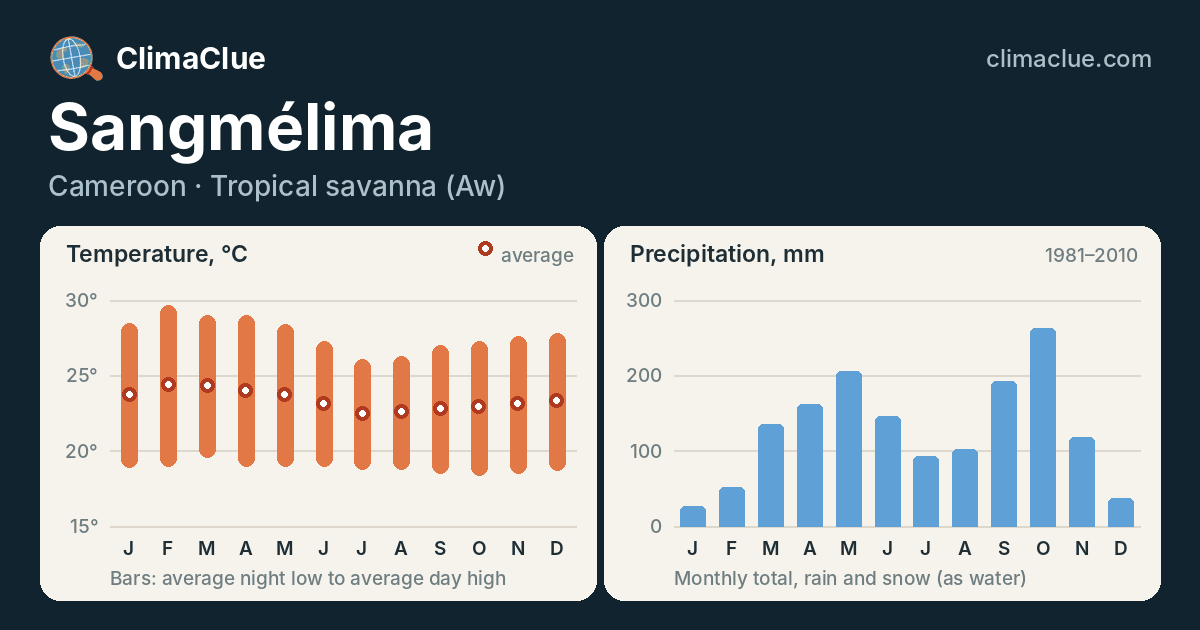 ClimaClue
climaclue.com
Sangmélima
Cameroon · Tropical savanna (Aw)
Temperature, °C
average
30°
25°
20°
15°
J F M A M J J A S O N D
Bars: average night low to average day high
Precipitation, mm
1981–2010
300
200
100
0
J F M A M J J A S O N D
Monthly total, rain and snow (as water)